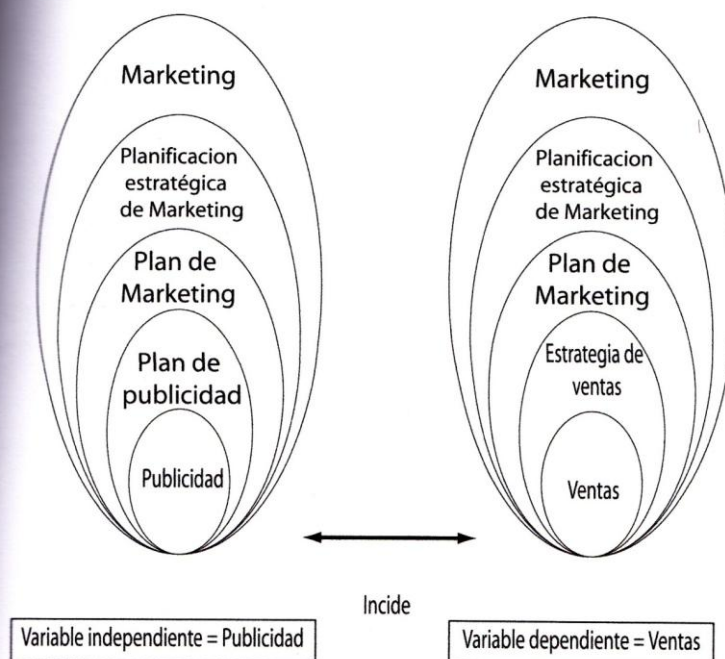 Marketing
Planificacion
estratégica
de Marketing
Plan de
Marketing
Plan de
publicidad
Publicidad
Marketing
Planificacion
estratégica
de Marketing
Plan de
Marketing
Estrategia de
ventas
Ventas
Incide
Variable independiente = Publicidad
Variable dependiente = Ventas